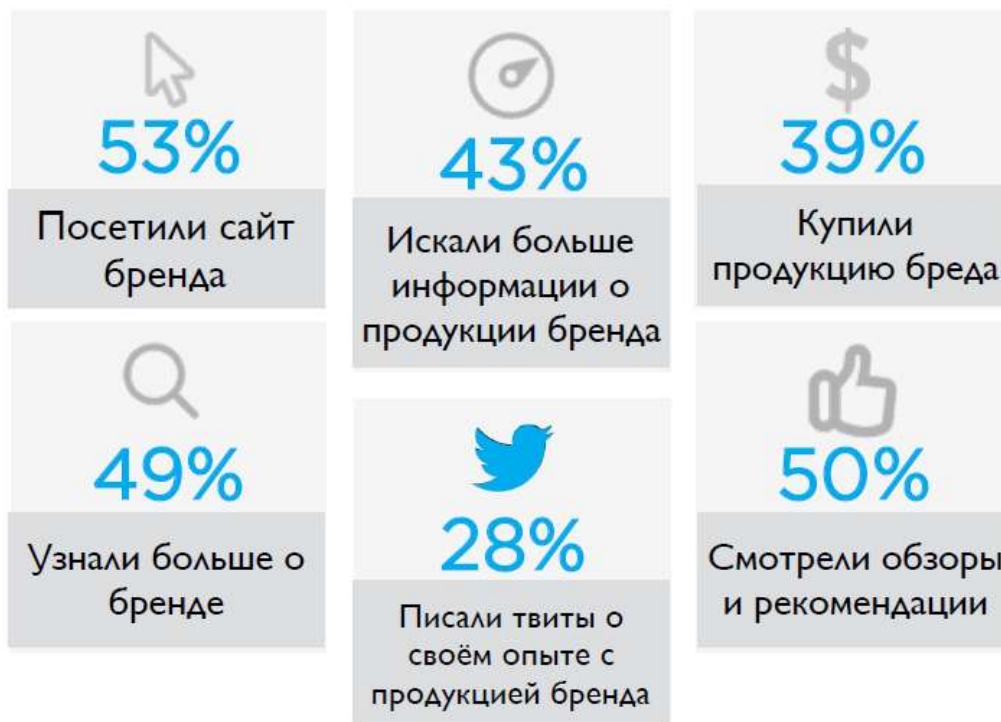 53%
Посетили сайт
бренда
43%
Искали больше
информации о
продукции бренда
$
39%
Купили
продукцию бреда
49%
Узнали больше о
бренде
28%
Писали твиты о
своём опыте с
продукцией бренда
50%
Смотрели обзоры
и рекомендации